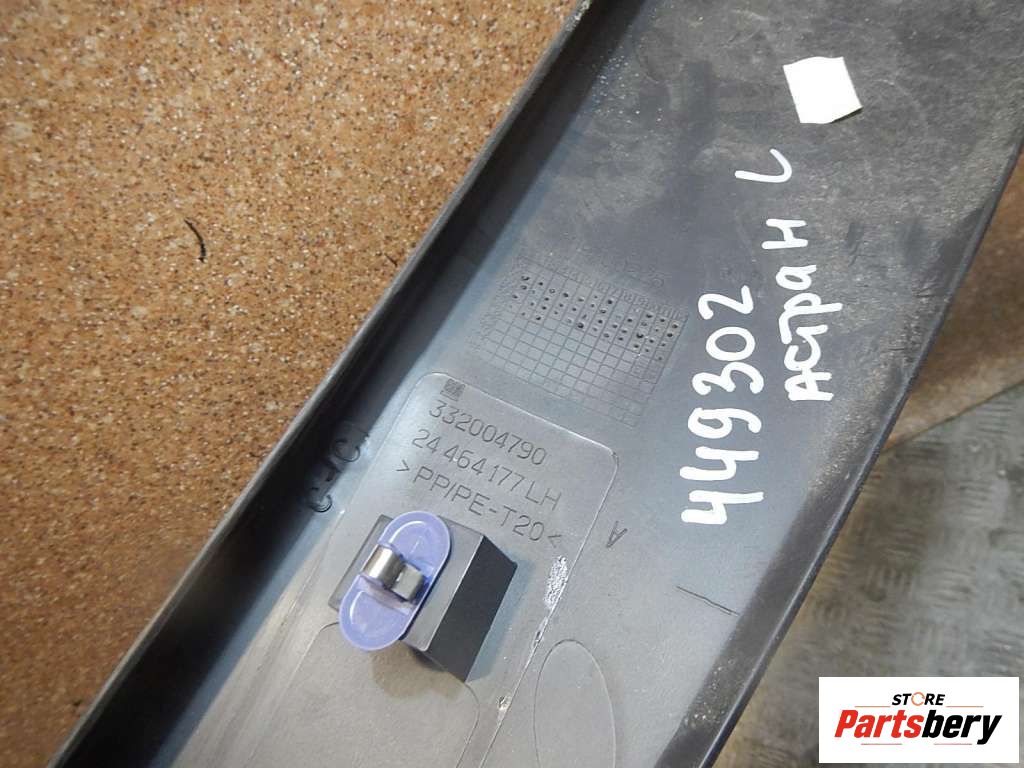 449302
астра H L
332004790
24 464 177 LH
>PP/PE-T20<
A
STORE
Partsbery